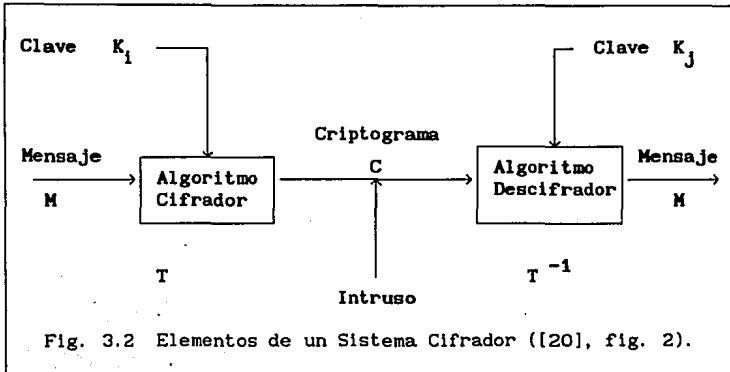 Clave K_i
Clave K_j
Criptograma
Mensaje
Algoritmo
Cifrador
C
Algoritmo
Descifrador
Mensaje
M
M
T
T^-1
Intruso
Fig. 3.2 Elementos de un Sistema Cifrador ([20], fig. 2).